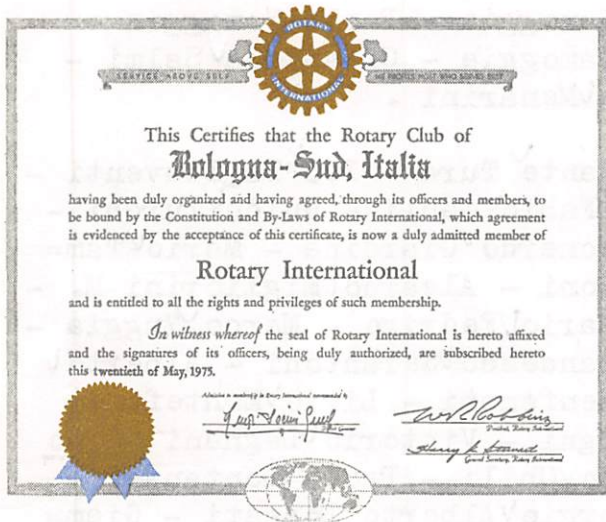 ROTARY
INTERNATIONAL
SERVICE ABOVE SELF
HE PROFITS MOST WHO SERVES BEST
This Certifies that the Rotary Club of
Bologna-Sud, Italia
having been duly organized and having agreed, through its officers and members, to
be bound by the Constitution and By-Laws of Rotary International, which agreement
is evidenced by the acceptance of this certificate, is now a duly admitted member of
Rotary International
and is entitled to all the rights and privileges of such membership.
In witness whereof the seal of Rotary International is hereto affixed
and the signatures of its officers, being duly authorized, are subscribed hereto
this twentieth of May, 1975.
President, Rotary International
General Secretary, Rotary International